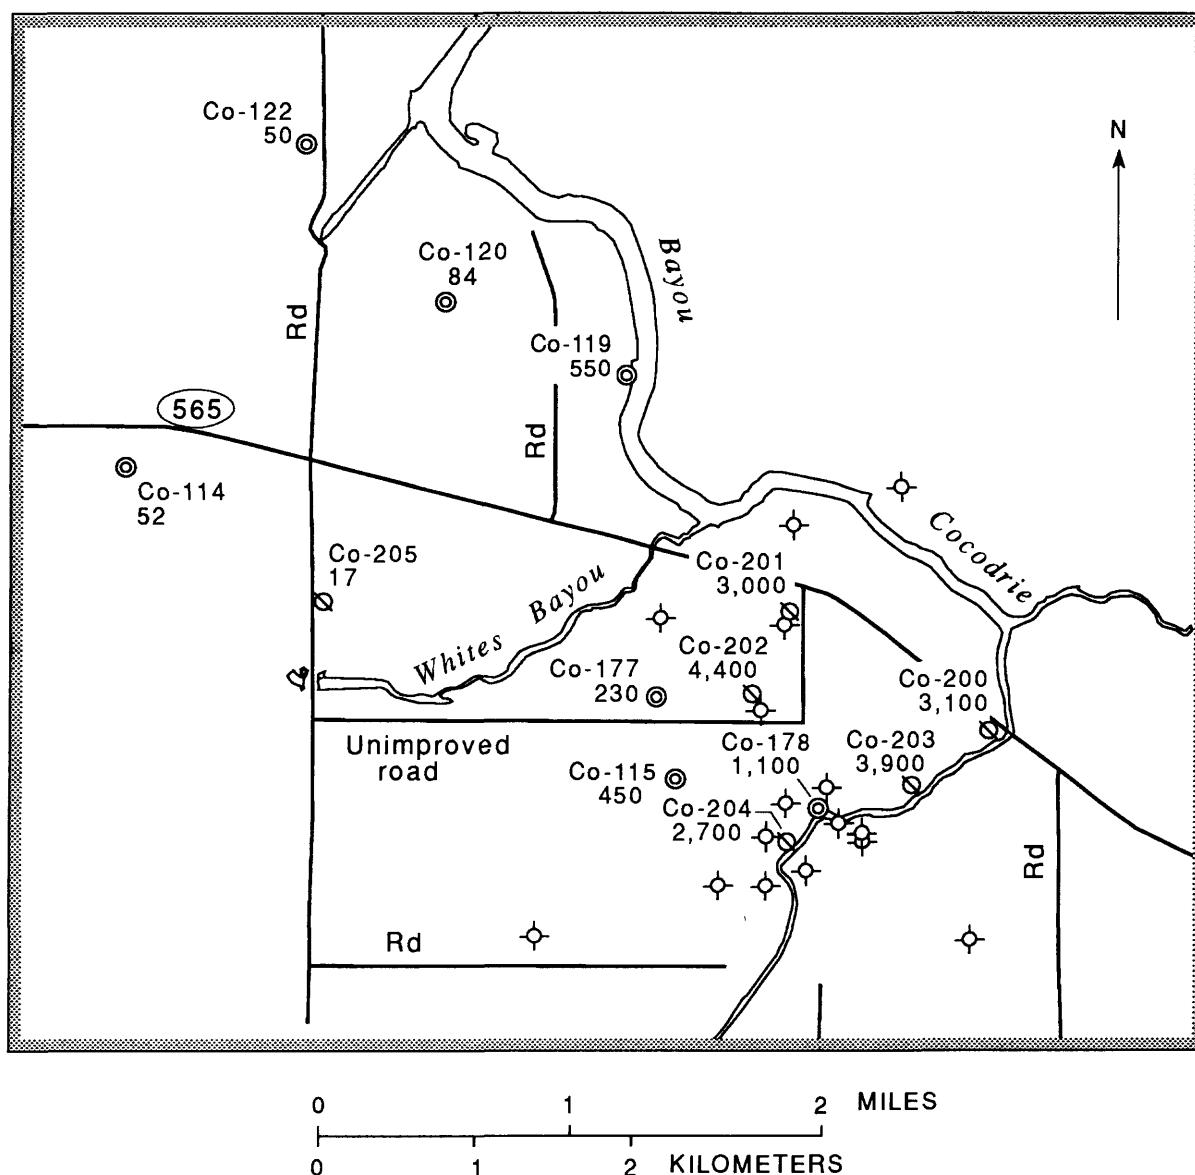 Co-122
50
N
Co-120
84
Bayou
Rd
Co-119
550
565
Rd
Co-114
52
Cocodrie
Co-205
17
Co-201
3,000
Whites Bayou
Co-202
4,400
Co-177
230
Co-200
3,100
Unimproved
road
Co-178
1,100
Co-203
3,900
Co-115
450
Co-204
2,700
Rd
Rd
0 1 2 MILES
0 1 2 KILOMETERS